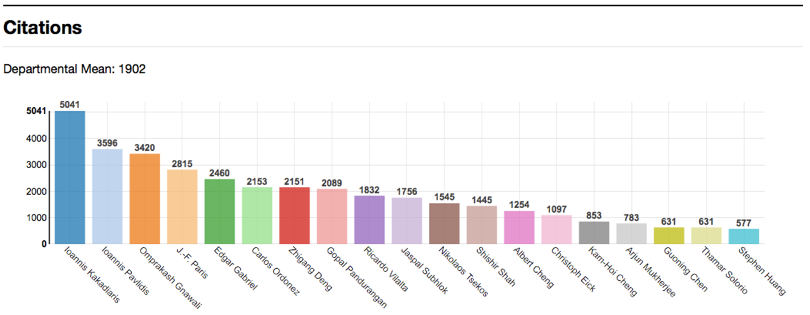 Citations
Departmental Mean: 1902
5041
5041
3596
3420
2815
2460
2153
2151
2089
1832
1756
1545
1445
1254
1097
853
783
631
631
577
4000
3000
2000
1000
0
Ioannis Kakadiaris
Ioannis Pavlidis
Omprakash Gnawali
J.-F. Paris
Edgar Gabriel
Carlos Ordonez
Zhigang Deng
Gopal Pandurangan
Ricardo Vilalta
Jaspal Subhlok
Nikolaos Tsekos
Shishir Shah
Albert Cheng
Christoph Eick
Kam-Hoi Cheng
Arjun Mukherjee
Guoning Chen
Thamar Solorio
Stephen Huang